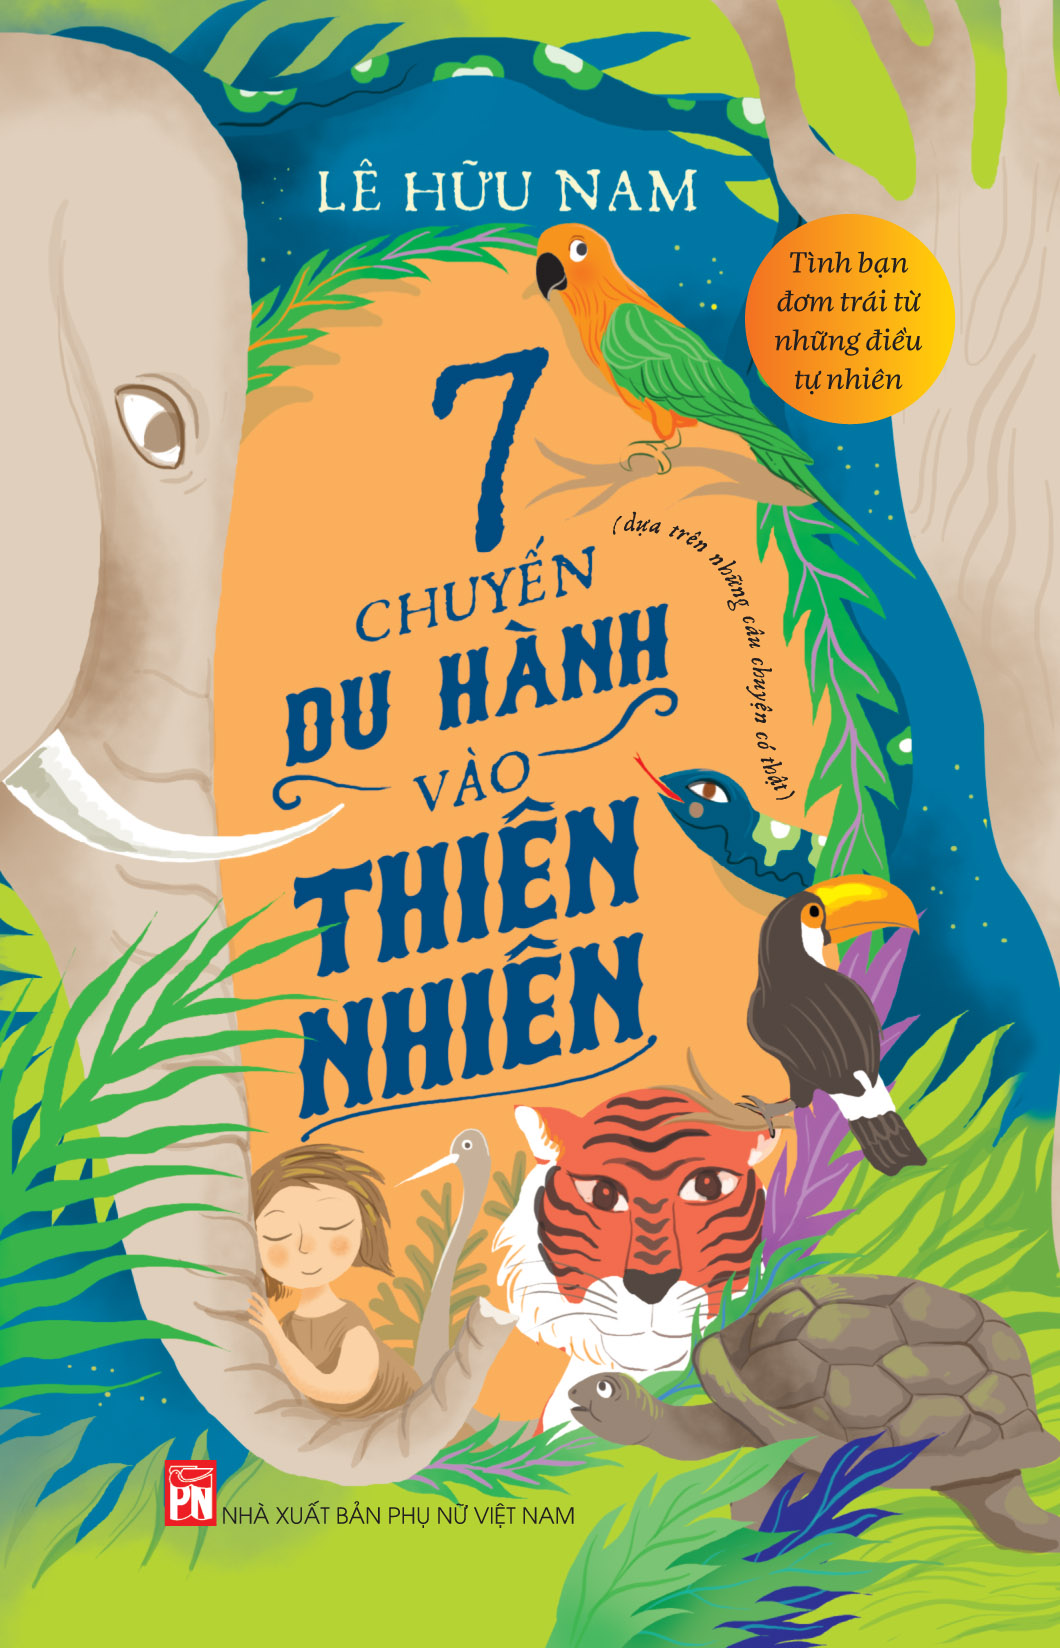 LÊ HỮU NAM
Tình bạn
đơm trái từ
những điều
tự nhiên
7
(dựa trên những câu chuyện có thật)
CHUYẾN
DU HÀNH
VÀO
THIÊN
NHIÊN
PN
NHÀ XUẤT BẢN PHỤ NỮ VIỆT NAM